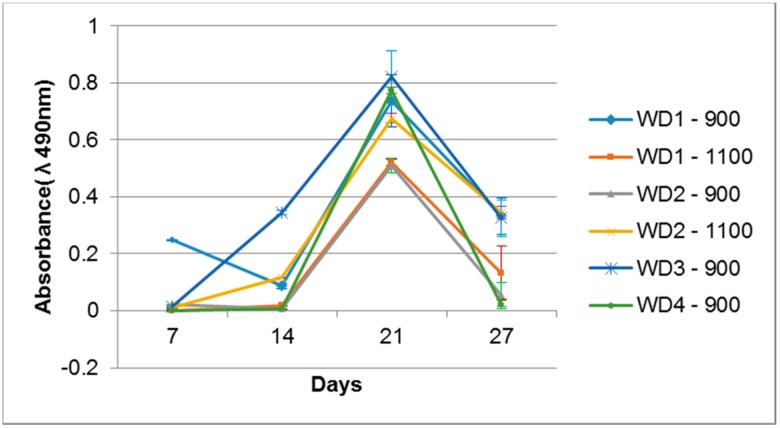 1
0.8
0.6
0.4
0.2
0
-0.2
Absorbance( λ 490nm)
7 14 21 27
Days
WD1 - 900
WD1 - 1100
WD2 - 900
WD2 - 1100
WD3 - 900
WD4 - 900